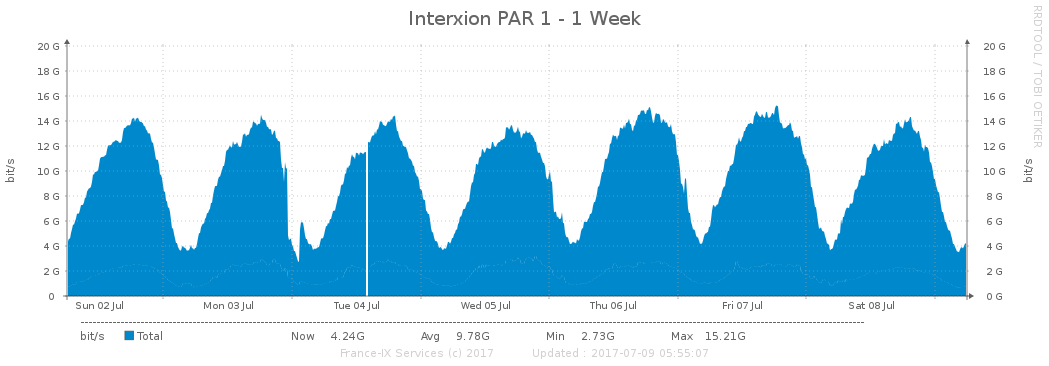 Interxion PAR 1 - 1 Week
RRDTOOL / TOBI OETIKER
20 G 20 G
18 G 18 G
16 G 16 G
14 G 14 G
12 G 12 G
10 G 10 G
8 G 8 G
6 G 6 G
4 G 4 G
2 G 2 G
0 0 G
bit/s
bit/s
Sun 02 Jul Mon 03 Jul Tue 04 Jul Wed 05 Jul Thu 06 Jul Fri 07 Jul Sat 08 Jul
bit/s Total Now 4.24G Avg 9.78G Min 2.73G Max 15.21G
France-IX Services (c) 2017 Updated : 2017-07-09 05:55:07